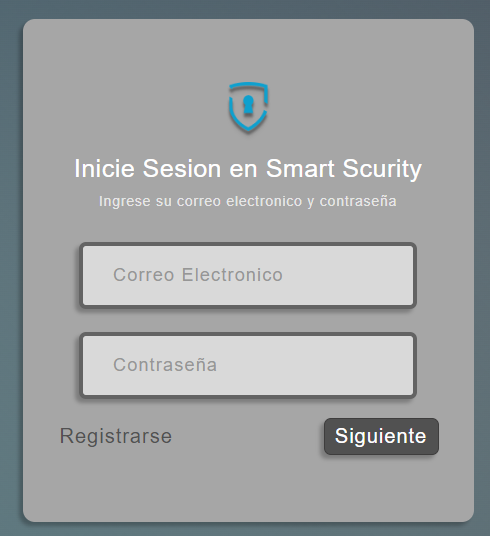 Inicie Sesion en Smart Scurity
Ingrese su correo electronico y contraseña
Correo Electronico
Contraseña
Registrarse
Siguiente